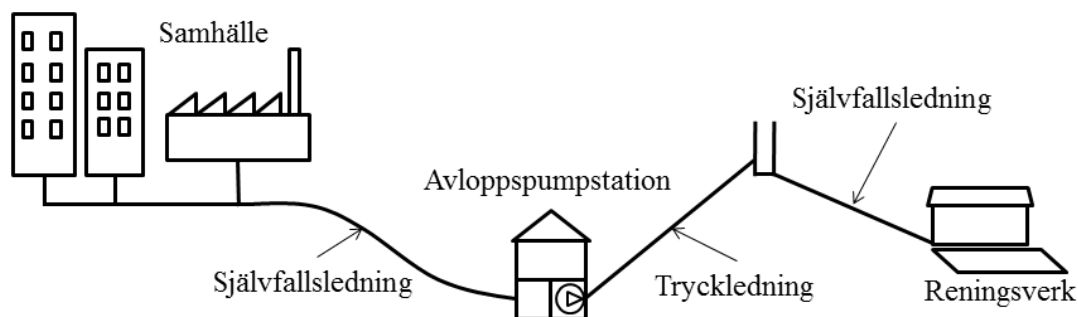 Samhälle
Självfallsledning
Avloppspumpstation
Självfallsledning
Tryckledning
Reningsverk